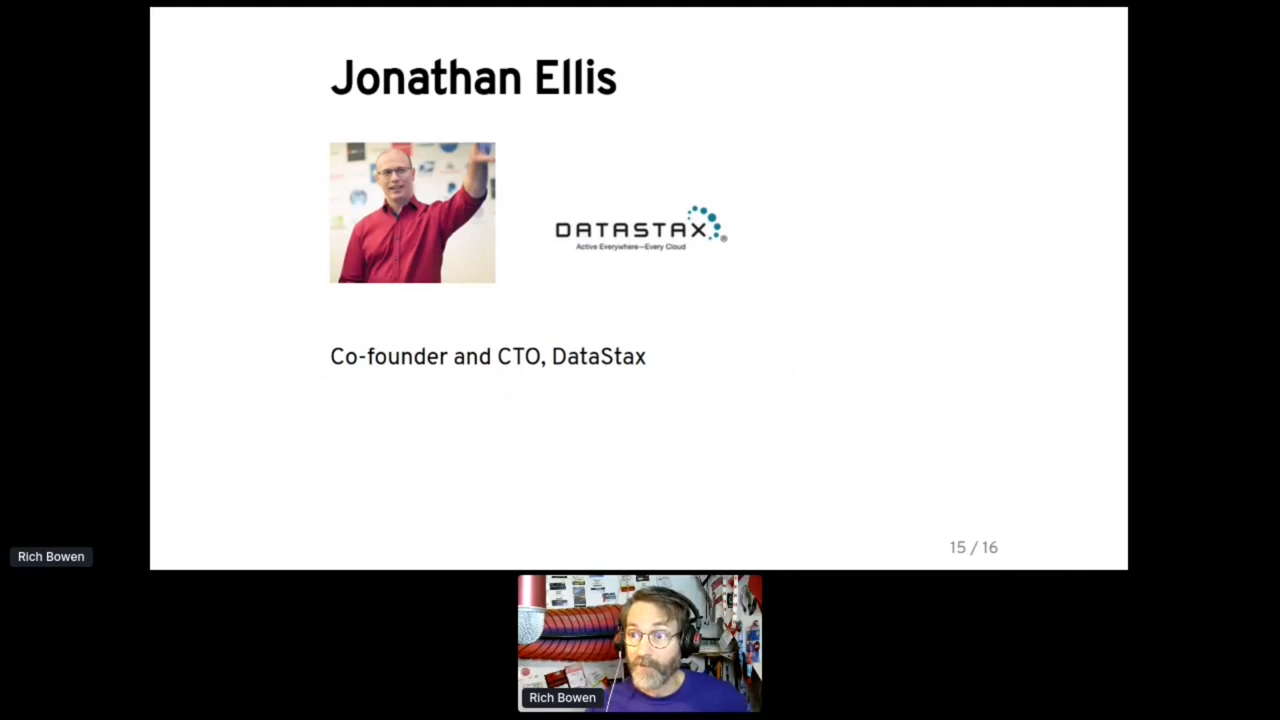 Jonathan Ellis
DATASTAX®
Active Everywhere—Every Cloud
Co-founder and CTO, DataStax
15 / 16
Rich Bowen
Rich Bowen